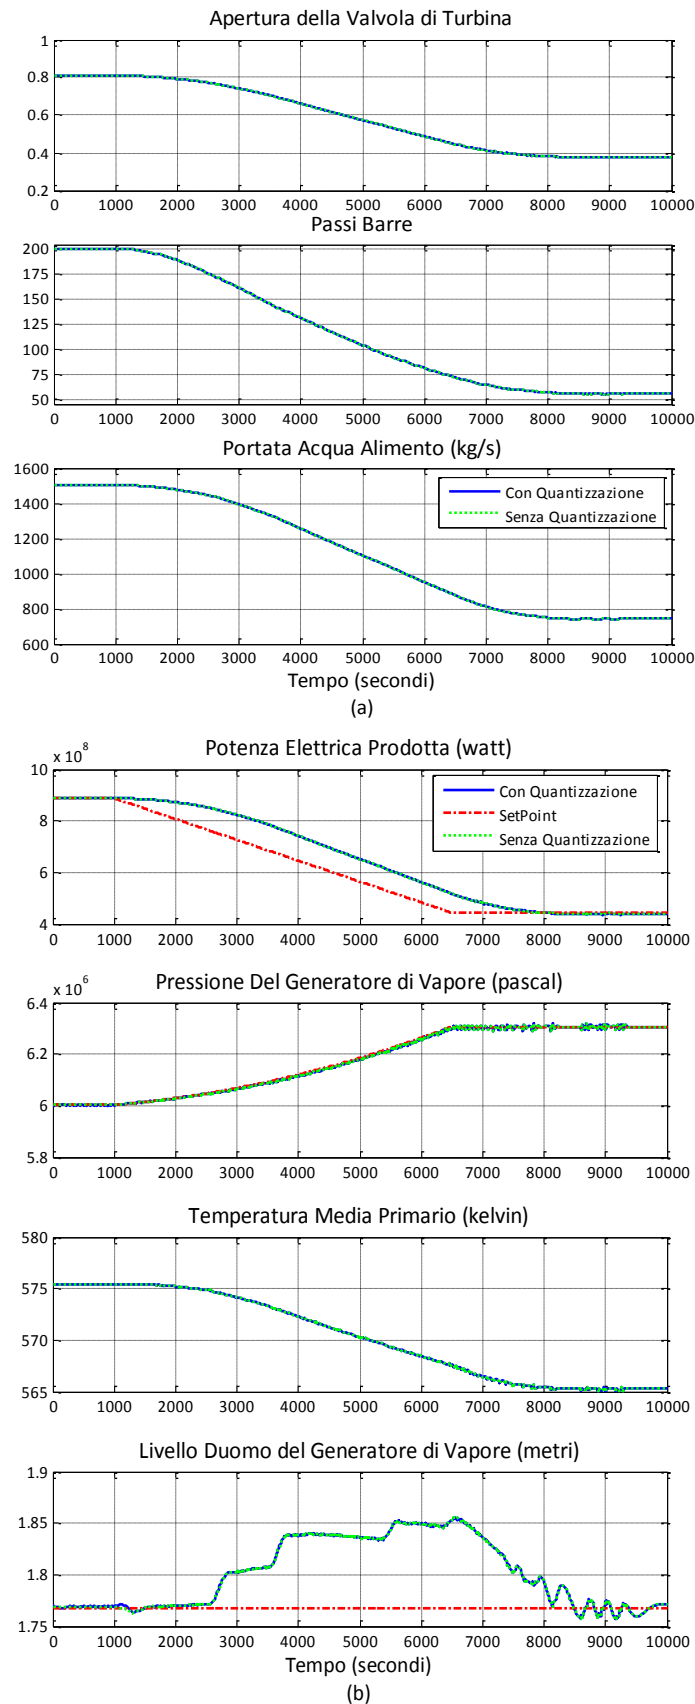 Apertura della Valvola di Turbina
1
0.8
0.6
0.4
0.2
0 1000 2000 3000 4000 5000 6000 7000 8000 9000 10000
Passi Barre
200
175
150
125
100
75
50
0 1000 2000 3000 4000 5000 6000 7000 8000 9000 10000
Portata Acqua Alimento (kg/s)
1600
1400
1200
1000
800
600
Con Quantizzazione
Senza Quantizzazione
0 1000 2000 3000 4000 5000 6000 7000 8000 9000 10000
Tempo (secondi)
(a)
x 10^8
Potenza Elettrica Prodotta (watt)
10
8
6
4
Con Quantizzazione
SetPoint
Senza Quantizzazione
0 1000 2000 3000 4000 5000 6000 7000 8000 9000 10000
x 10^6
Pressione Del Generatore di Vapore (pascal)
6.4
6.2
6
5.8
0 1000 2000 3000 4000 5000 6000 7000 8000 9000 10000
Temperatura Media Primario (kelvin)
580
575
570
565
0 1000 2000 3000 4000 5000 6000 7000 8000 9000 10000
Livello Duomo del Generatore di Vapore (metri)
1.9
1.85
1.8
1.75
0 1000 2000 3000 4000 5000 6000 7000 8000 9000 10000
Tempo (secondi)
(b)